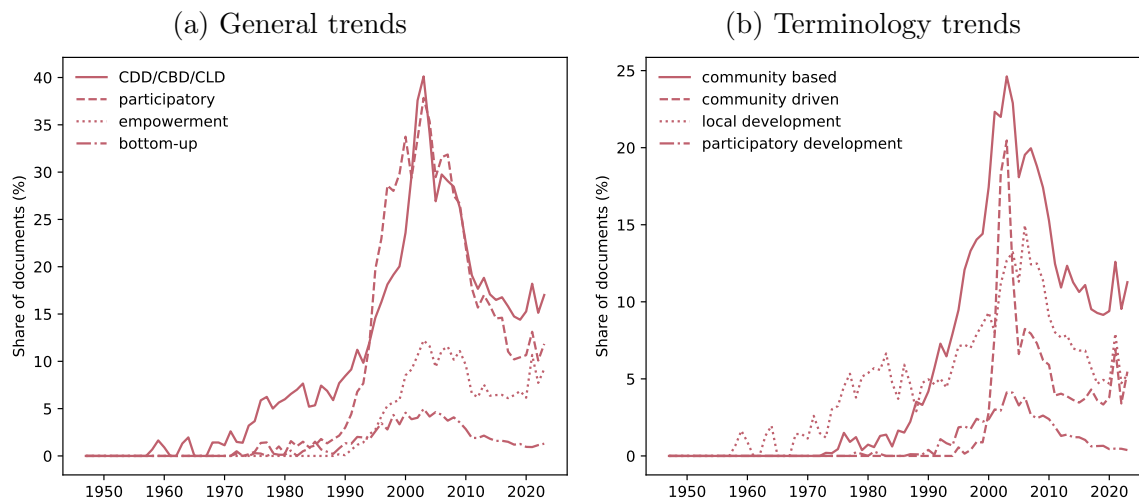 (a) General trends
CDD/CBD/CLD
participatory
empowerment
bottom-up
Share of documents (%)
40
35
30
25
20
15
10
5
0
1950 1960 1970 1980 1990 2000 2010 2020
(b) Terminology trends
community based
community driven
local development
participatory development
Share of documents (%)
25
20
15
10
5
0
1950 1960 1970 1980 1990 2000 2010 2020